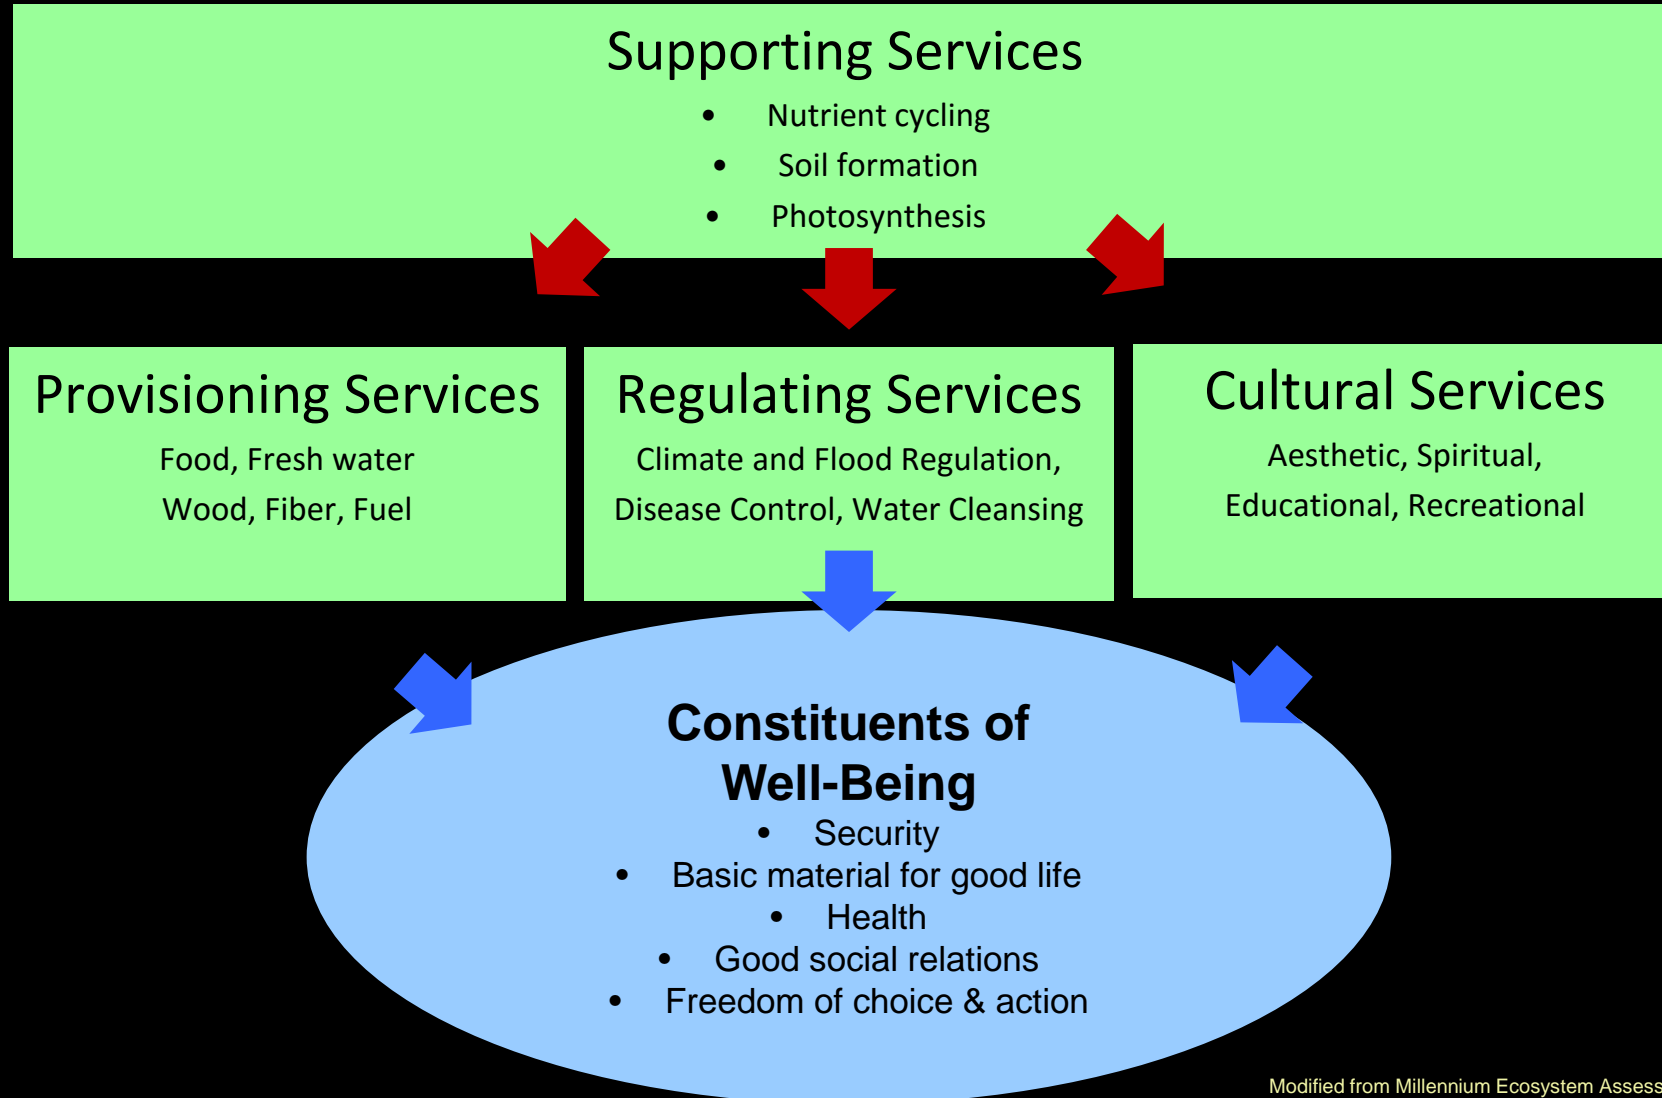 Supporting Services
• Nutrient cycling
• Soil formation
• Photosynthesis
Provisioning Services
Food, Fresh water
Wood, Fiber, Fuel
Regulating Services
Climate and Flood Regulation,
Disease Control, Water Cleansing
Cultural Services
Aesthetic, Spiritual,
Educational, Recreational
Constituents of
Well-Being
• Security
• Basic material for good life
• Health
• Good social relations
• Freedom of choice & action
Modified from Millennium Ecosystem Assess